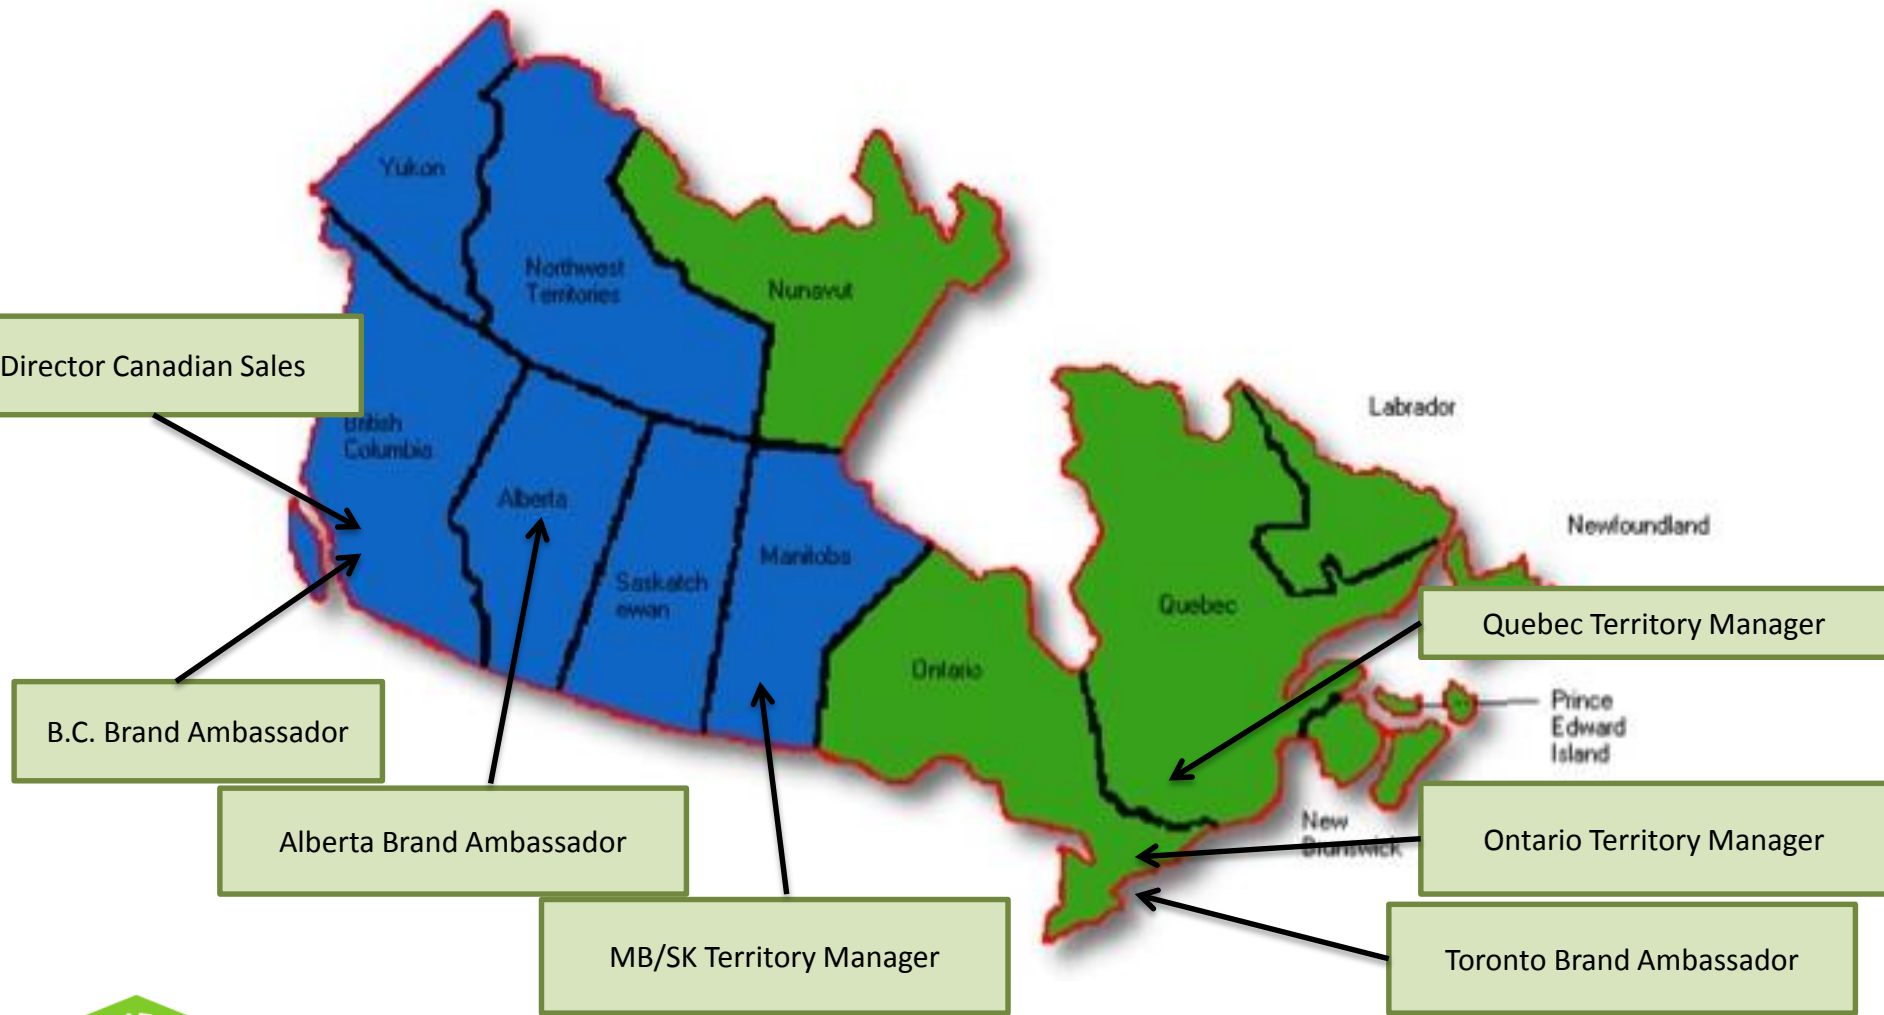 Yukon
Northwest
Territories
Nunavut
Director Canadian Sales
British
Columbia
Labrador
Alberta
Newfoundland
Manitoba
Saskatch
ewan
Quebec
Quebec Territory Manager
Ontario
B.C. Brand Ambassador
Prince
Edward
Island
Alberta Brand Ambassador
New
Brunswick
Ontario Territory Manager
MB/SK Territory Manager
Toronto Brand Ambassador